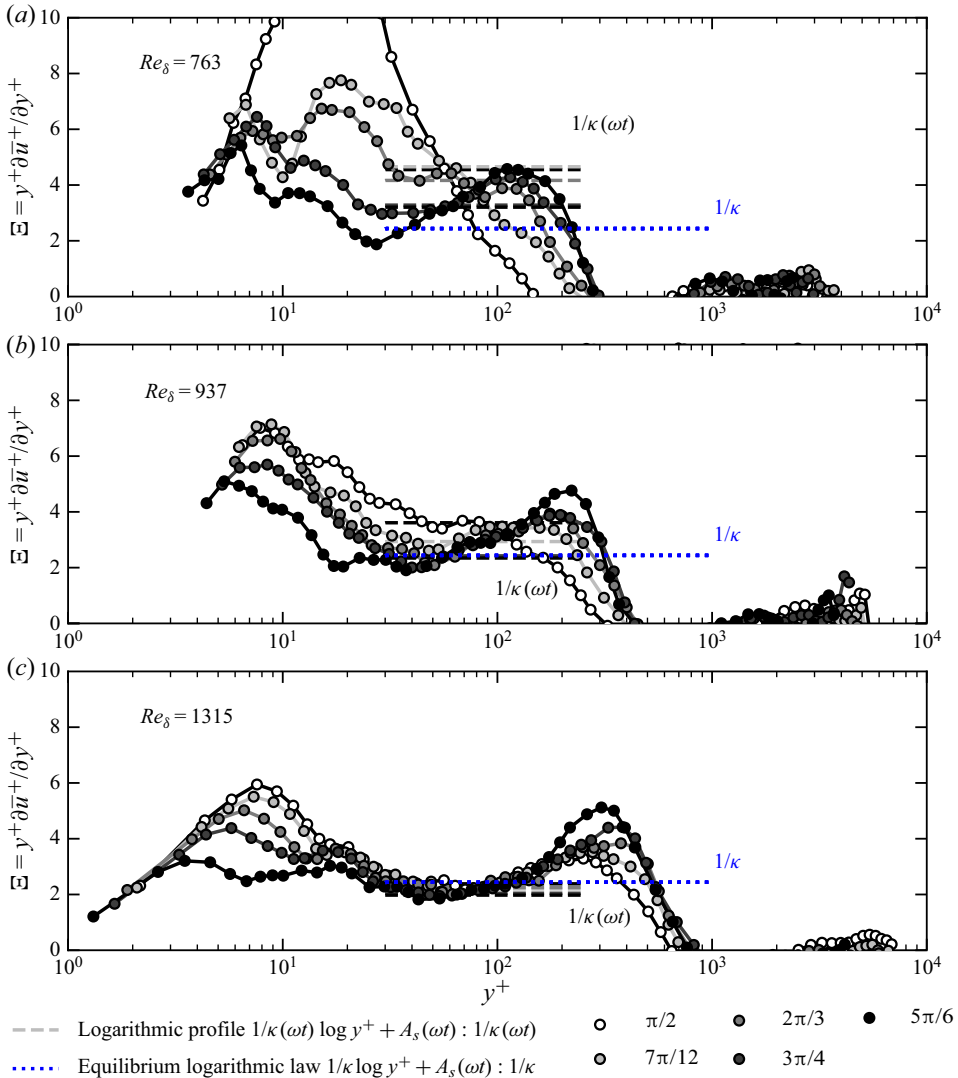 (a)
10
8
6
4
2
0
Ξ = y⁺∂u̅⁺/∂y⁺
Re_δ = 763
1/κ(ωt)
1/κ
10⁰ 10¹ 10² 10³ 10⁴
(b)
10
8
6
4
2
0
Ξ = y⁺∂u̅⁺/∂y⁺
Re_δ = 937
1/κ
1/κ(ωt)
10⁰ 10¹ 10² 10³ 10⁴
(c)
10
8
6
4
2
0
Ξ = y⁺∂u̅⁺/∂y⁺
Re_δ = 1315
1/κ
1/κ(ωt)
10⁰ 10¹ 10² 10³ 10⁴
y⁺
Logarithmic profile 1/κ(ωt) log y⁺ + A_s(ωt) : 1/κ(ωt)
Equilibrium logarithmic law 1/κ log y⁺ + A_s(ωt) : 1/κ
π/2 2π/3 5π/6
7π/12 3π/4